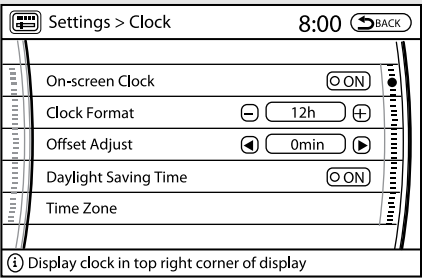 Settings > Clock 8:00 BACK
On-screen Clock ON
Clock Format 12h
Offset Adjust 0min
Daylight Saving Time ON
Time Zone
i Display clock in top right corner of display